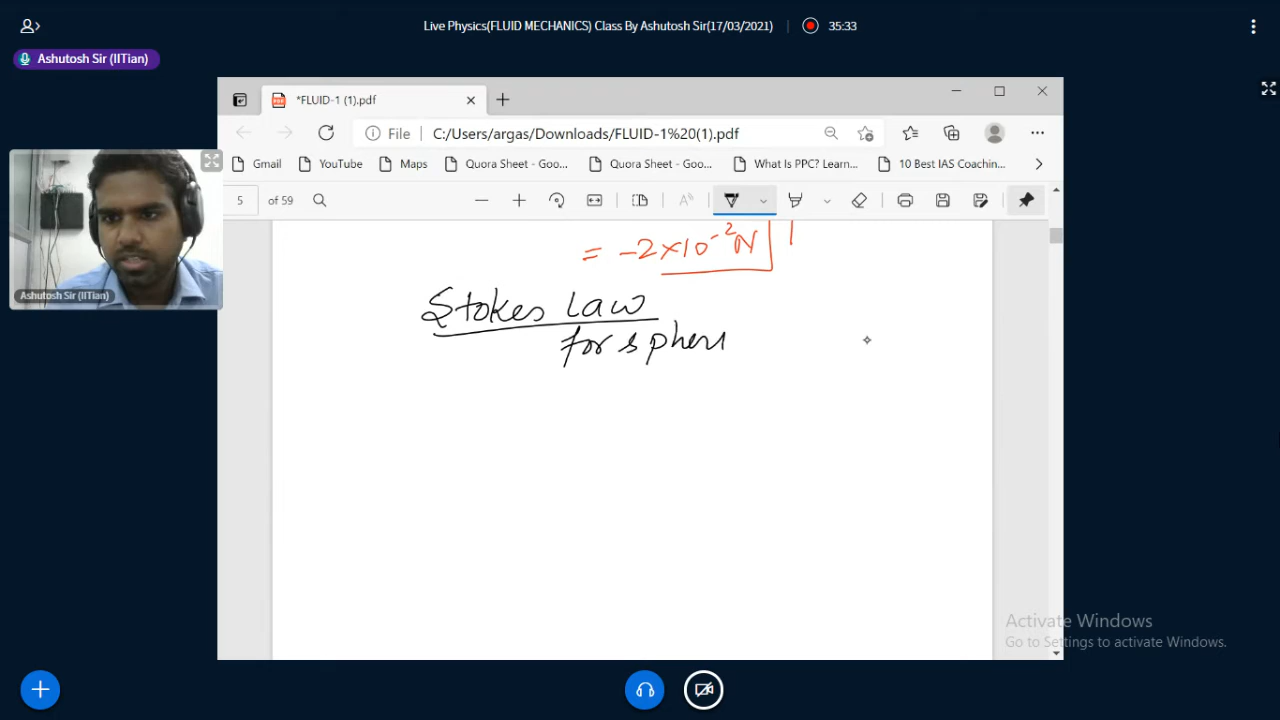 Live Physics(FLUID MECHANICS) Class By Ashutosh Sir(17/03/2021)
35:33
Ashutosh Sir (IITian)
*FLUID-1 (1).pdf
File
C:/Users/argas/Downloads/FLUID-1%20(1).pdf
Gmail
YouTube
Maps
Quora Sheet - Goo...
Quora Sheet - Goo...
What Is PPC? Learn...
10 Best IAS Coachin...
5
of 59
= -2×10⁻²N
Stokes Law
for sphere
Ashutosh Sir (IITian)
Activate Windows
Go to Settings to activate Windows.